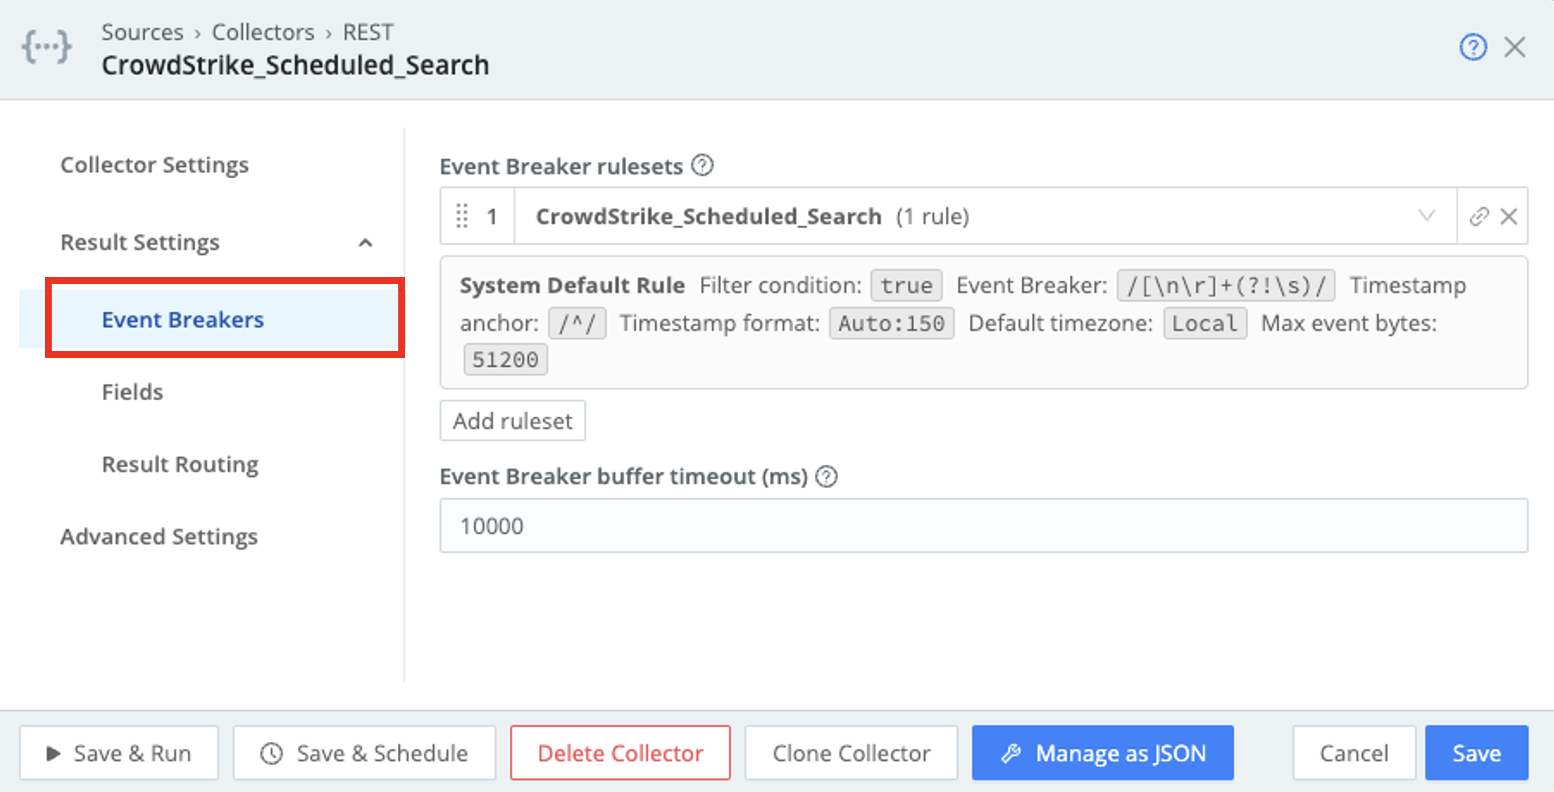 Sources › Collectors › REST
CrowdStrike_Scheduled_Search
Collector Settings
Result Settings
Event Breakers
Fields
Result Routing
Advanced Settings
Event Breaker rulesets
1 CrowdStrike_Scheduled_Search (1 rule)
System Default Rule Filter condition: true Event Breaker: /[\n\r]+(?!\s)/ Timestamp
anchor: /^/ Timestamp format: Auto:150 Default timezone: Local Max event bytes:
51200
Add ruleset
Event Breaker buffer timeout (ms)
10000
Save & Run Save & Schedule Delete Collector Clone Collector Manage as JSON Cancel Save